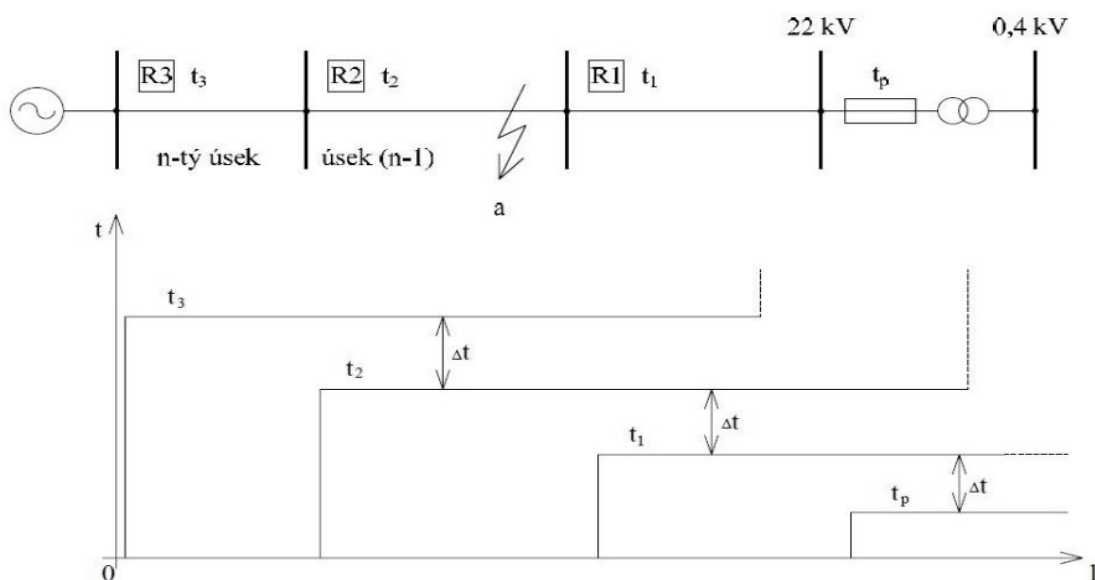 22 kV 0,4 kV
R3 t₃ R2 t₂ R1 t₁ tₚ
n-tý úsek úsek (n-1)
a
t
t₃
Δt
t₂
Δt
t₁
Δt
tₚ
0 l